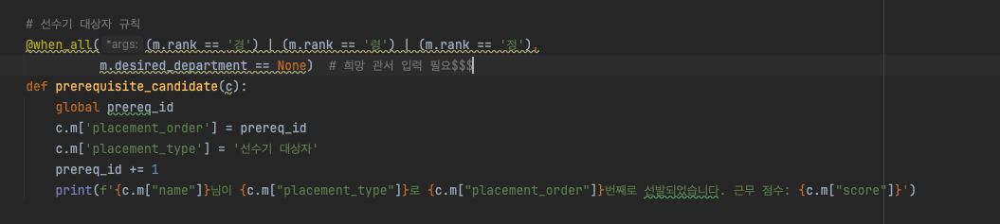 # 선수기 대상자 규칙
@when_all( *args: (m.rank == '경') | (m.rank == '령') | (m.rank == '정'),
m.desired_department == None)  # 희망 관서 입력 필요$$$
def prerequisite_candidate(c):
global prereq_id
c.m['placement_order'] = prereq_id
c.m['placement_type'] = '선수기 대상자'
prereq_id += 1
print(f'{c.m["name"]}님이 {c.m["placement_type"]}로 {c.m["placement_order"]}번째로 선발되었습니다. 근무 점수: {c.m["score"]}')